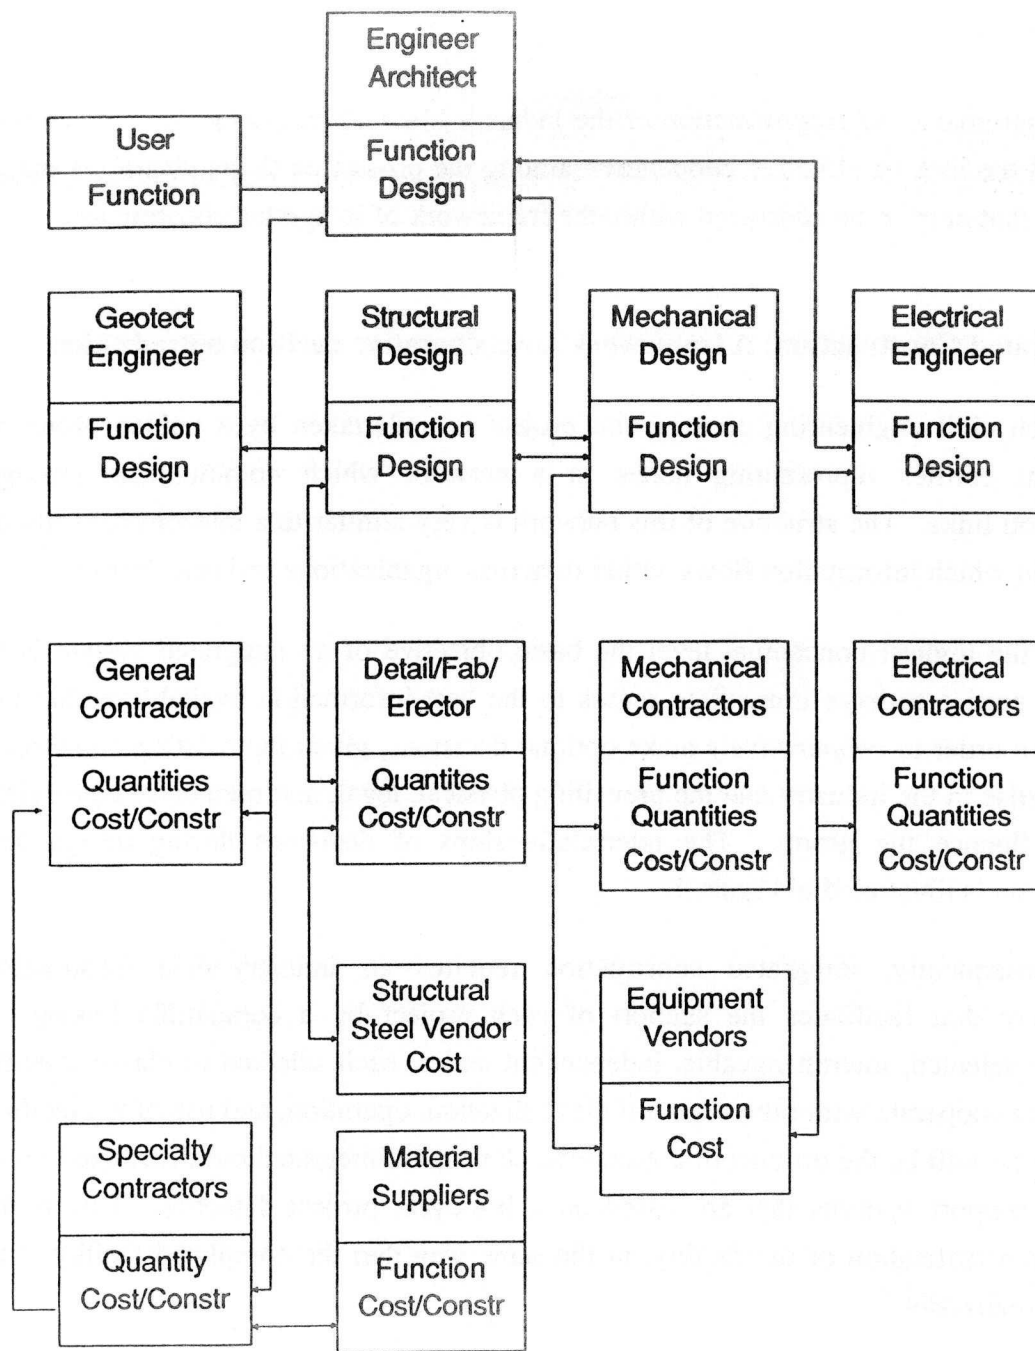 Engineer
Architect
Function
Design
User
Function
Geotect
Engineer
Function
Design
Structural
Design
Function
Design
Mechanical
Design
Function
Design
Electrical
Engineer
Function
Design
General
Contractor
Quantities
Cost/Constr
Detail/Fab/
Erector
Quantites
Cost/Constr
Mechanical
Contractors
Function
Quantities
Cost/Constr
Electrical
Contractors
Function
Quantities
Cost/Constr
Structural
Steel Vendor
Cost
Equipment
Vendors
Function
Cost
Specialty
Contractors
Quantity
Cost/Constr
Material
Suppliers
Function
Cost/Constr